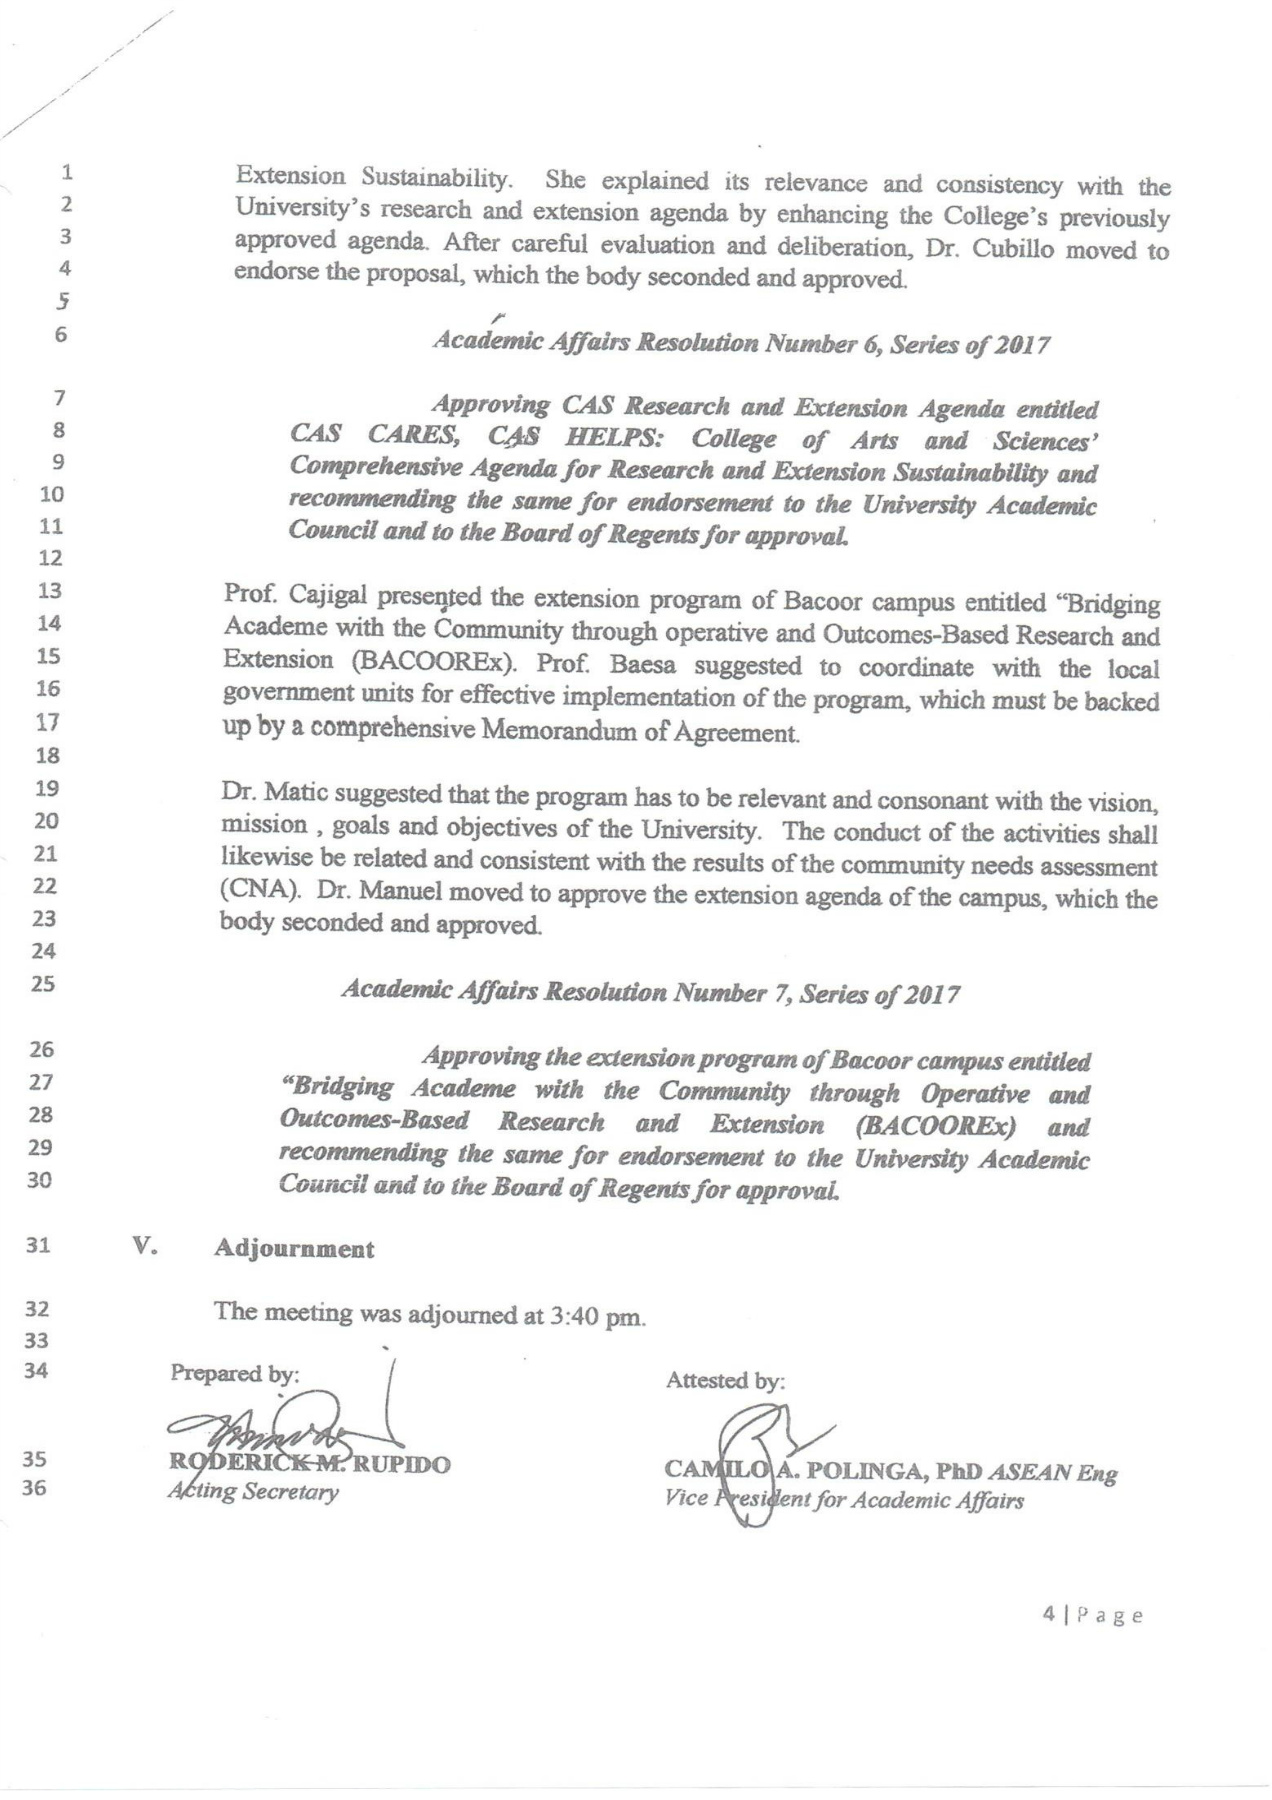 1 Extension Sustainability. She explained its relevance and consistency with the
2 University's research and extension agenda by enhancing the College's previously
3 approved agenda. After careful evaluation and deliberation, Dr. Cubillo moved to
4 endorse the proposal, which the body seconded and approved.
5
6 Academic Affairs Resolution Number 6, Series of 2017
7 Approving CAS Research and Extension Agenda entitled
8 CAS CARES, CAS HELPS: College of Arts and Sciences'
9 Comprehensive Agenda for Research and Extension Sustainability and
10 recommending the same for endorsement to the University Academic
11 Council and to the Board of Regents for approval.
12
13 Prof. Cajigal presented the extension program of Bacoor campus entitled “Bridging
14 Academe with the Community through operative and Outcomes-Based Research and
15 Extension (BACOOREx). Prof. Baesa suggested to coordinate with the local
16 government units for effective implementation of the program, which must be backed
17 up by a comprehensive Memorandum of Agreement.
18
19 Dr. Matic suggested that the program has to be relevant and consonant with the vision,
20 mission , goals and objectives of the University. The conduct of the activities shall
21 likewise be related and consistent with the results of the community needs assessment
22 (CNA). Dr. Manuel moved to approve the extension agenda of the campus, which the
23 body seconded and approved.
24
25 Academic Affairs Resolution Number 7, Series of 2017
26 Approving the extension program of Bacoor campus entitled
27 “Bridging Academe with the Community through Operative and
28 Outcomes-Based Research and Extension (BACOOREx) and
29 recommending the same for endorsement to the University Academic
30 Council and to the Board of Regents for approval.
31 V. Adjournment
32 The meeting was adjourned at 3:40 pm.
33
34 Prepared by: Attested by:
35 RODERICK M. RUPIDO CAMILO A. POLINGA, PhD ASEAN Eng
36 Acting Secretary Vice President for Academic Affairs
4 | Page